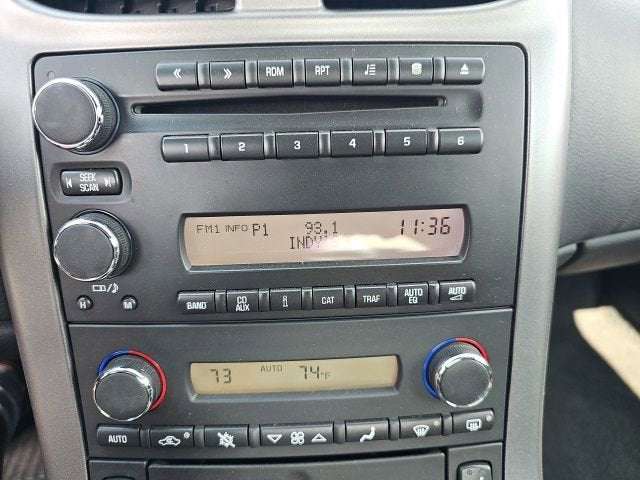 « » RDM RPT
1 2 3 4 5 6
SEEK
SCAN
FM1 INFO P1 93.1 11:36
BAND CD AUX i CAT TRAF AUTO EQ AUTO
H M
73 AUTO 74°F
AUTO